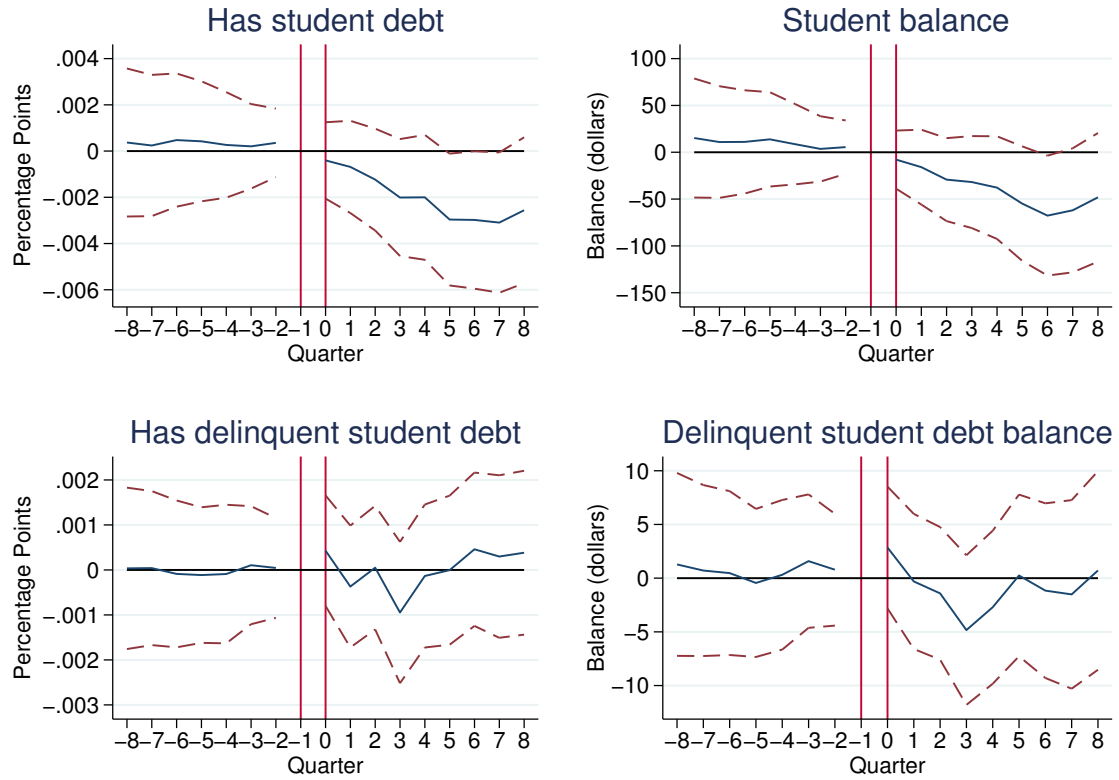 Has student debt
Percentage Points
.004
.002
0
−.002
−.004
−.006
−8 −7 −6 −5 −4 −3 −2 −1 0 1 2 3 4 5 6 7 8
Quarter
Student balance
Balance (dollars)
100
50
0
−50
−100
−150
−8 −7 −6 −5 −4 −3 −2 −1 0 1 2 3 4 5 6 7 8
Quarter
Has delinquent student debt
Percentage Points
.002
.001
0
−.001
−.002
−.003
−8 −7 −6 −5 −4 −3 −2 −1 0 1 2 3 4 5 6 7 8
Quarter
Delinquent student debt balance
Balance (dollars)
10
5
0
−5
−10
−8 −7 −6 −5 −4 −3 −2 −1 0 1 2 3 4 5 6 7 8
Quarter